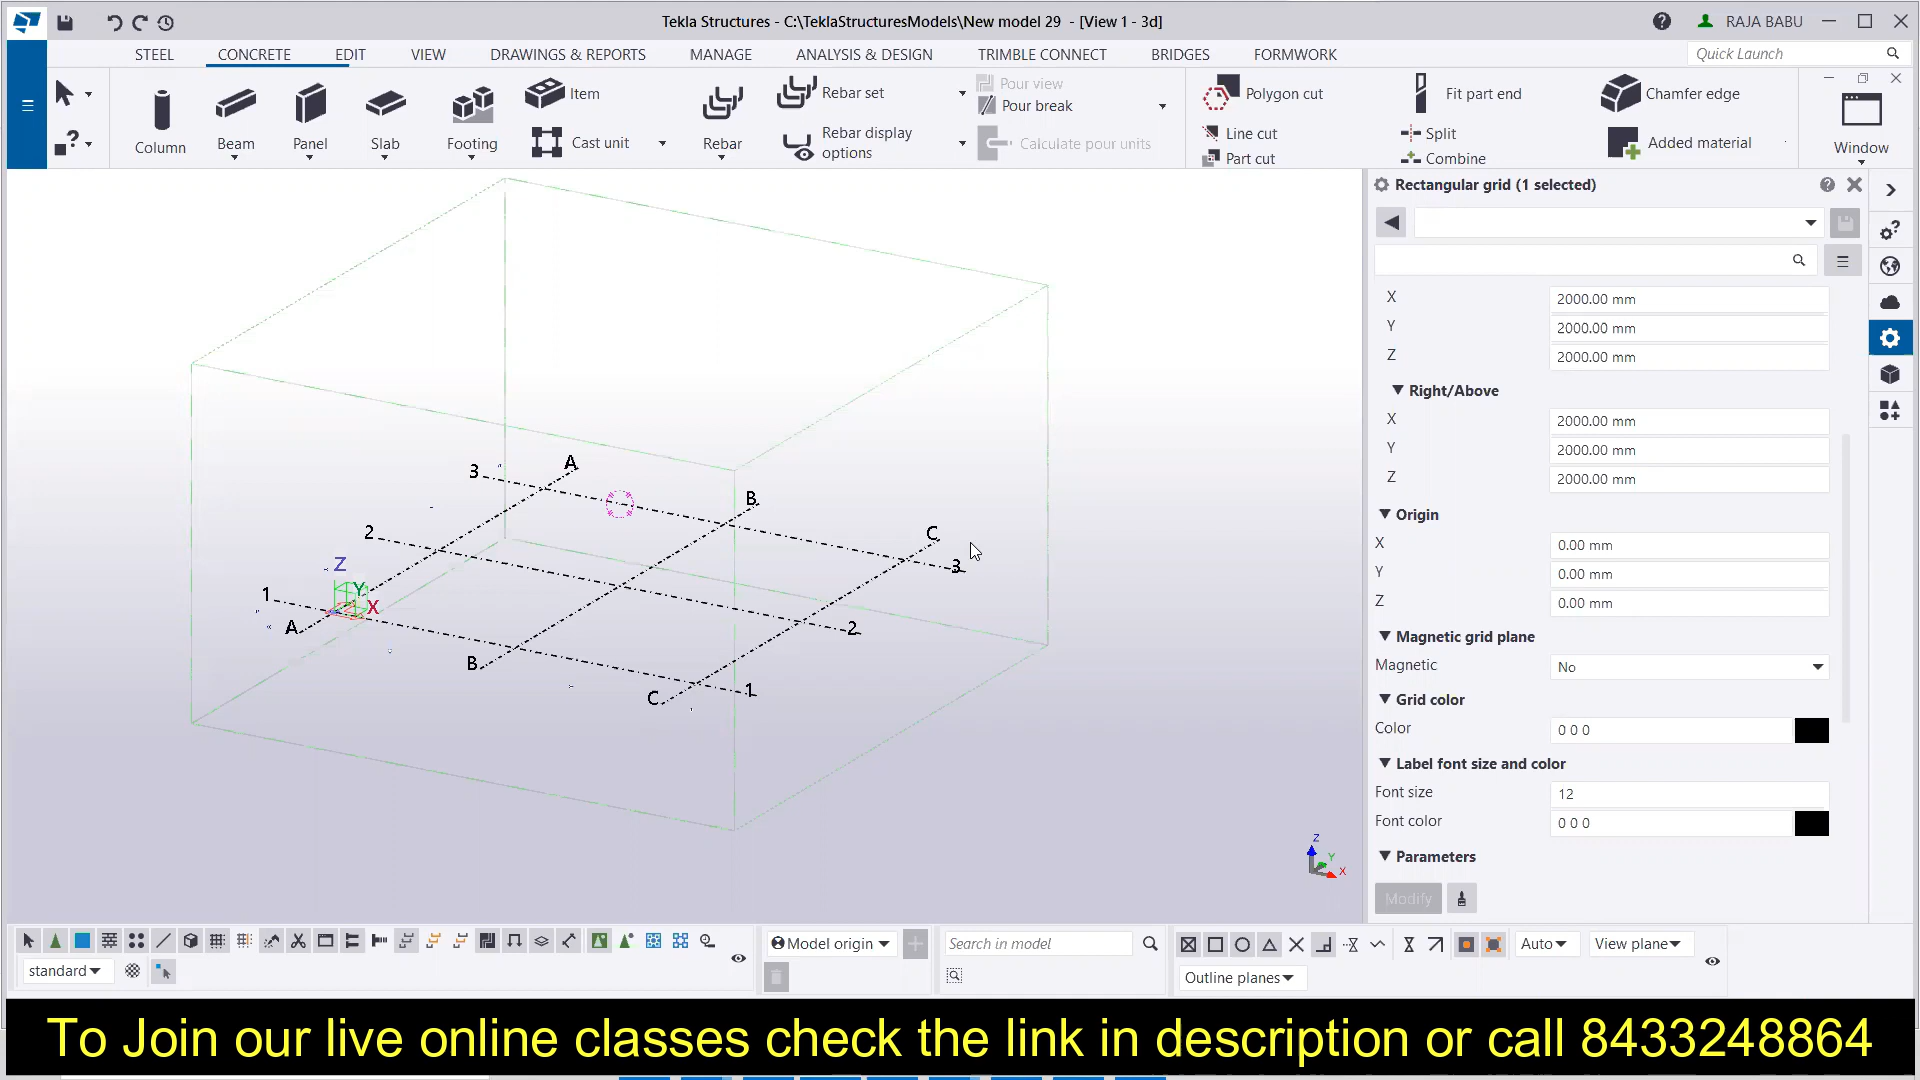 Tekla Structures - C:\TeklaStructuresModels\New model 29 - [View 1 - 3d]
RAJA BABU
STEEL CONCRETE EDIT VIEW DRAWINGS & REPORTS MANAGE ANALYSIS & DESIGN TRIMBLE CONNECT BRIDGES FORMWORK
Quick Launch
Column
Beam
Panel
Slab
Footing
Item
Cast unit
Rebar
Rebar set
Rebar display
options
Pour view
Pour break
Calculate pour units
Polygon cut
Line cut
Part cut
Fit part end
Split
Combine
Chamfer edge
Added material
Window
Rectangular grid (1 selected)
X 2000.00 mm
Y 2000.00 mm
Z 2000.00 mm
Right/Above
X 2000.00 mm
Y 2000.00 mm
Z 2000.00 mm
Origin
X 0.00 mm
Y 0.00 mm
Z 0.00 mm
Magnetic grid plane
Magnetic No
Grid color
Color 0 0 0
Label font size and color
Font size 12
Font color 0 0 0
Parameters
Modify
3 A
B
2 C
3
Z
Y
1 X
A 2
B
C 1
Z
Y
X
Model origin
Search in model
Auto
View plane
standard
Outline planes
To Join our live online classes check the link in description or call 8433248864